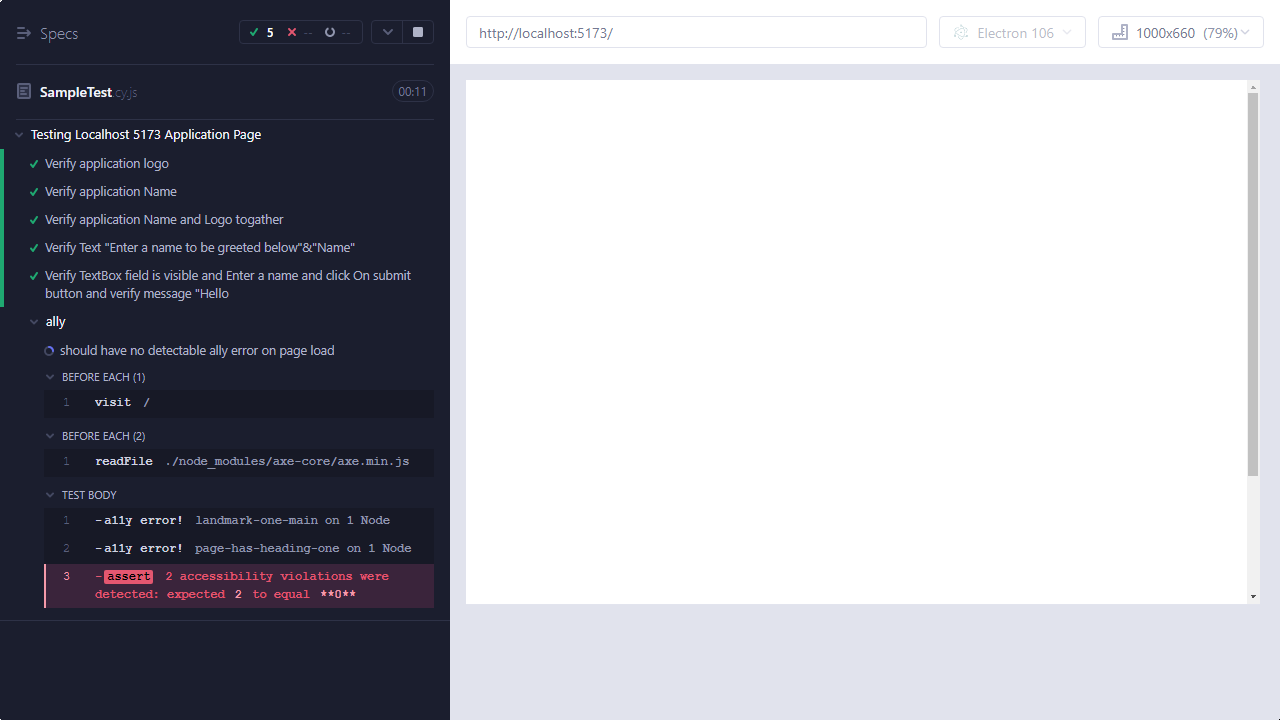 Specs
5 -- --
http://localhost:5173/
Electron 106
1000x660 (79%)
SampleTest.cy.js
00:11
Testing Localhost 5173 Application Page
Verify application logo
Verify application Name
Verify application Name and Logo togather
Verify Text "Enter a name to be greeted below"&"Name"
Verify TextBox field is visible and Enter a name and click On submit
button and verify message "Hello
ally
should have no detectable ally error on page load
BEFORE EACH (1)
1 visit /
BEFORE EACH (2)
1 readFile ./node_modules/axe-core/axe.min.js
TEST BODY
1 -a11y error! landmark-one-main on 1 Node
2 -a11y error! page-has-heading-one on 1 Node
3 -assert 2 accessibility violations were
detected: expected 2 to equal **0**